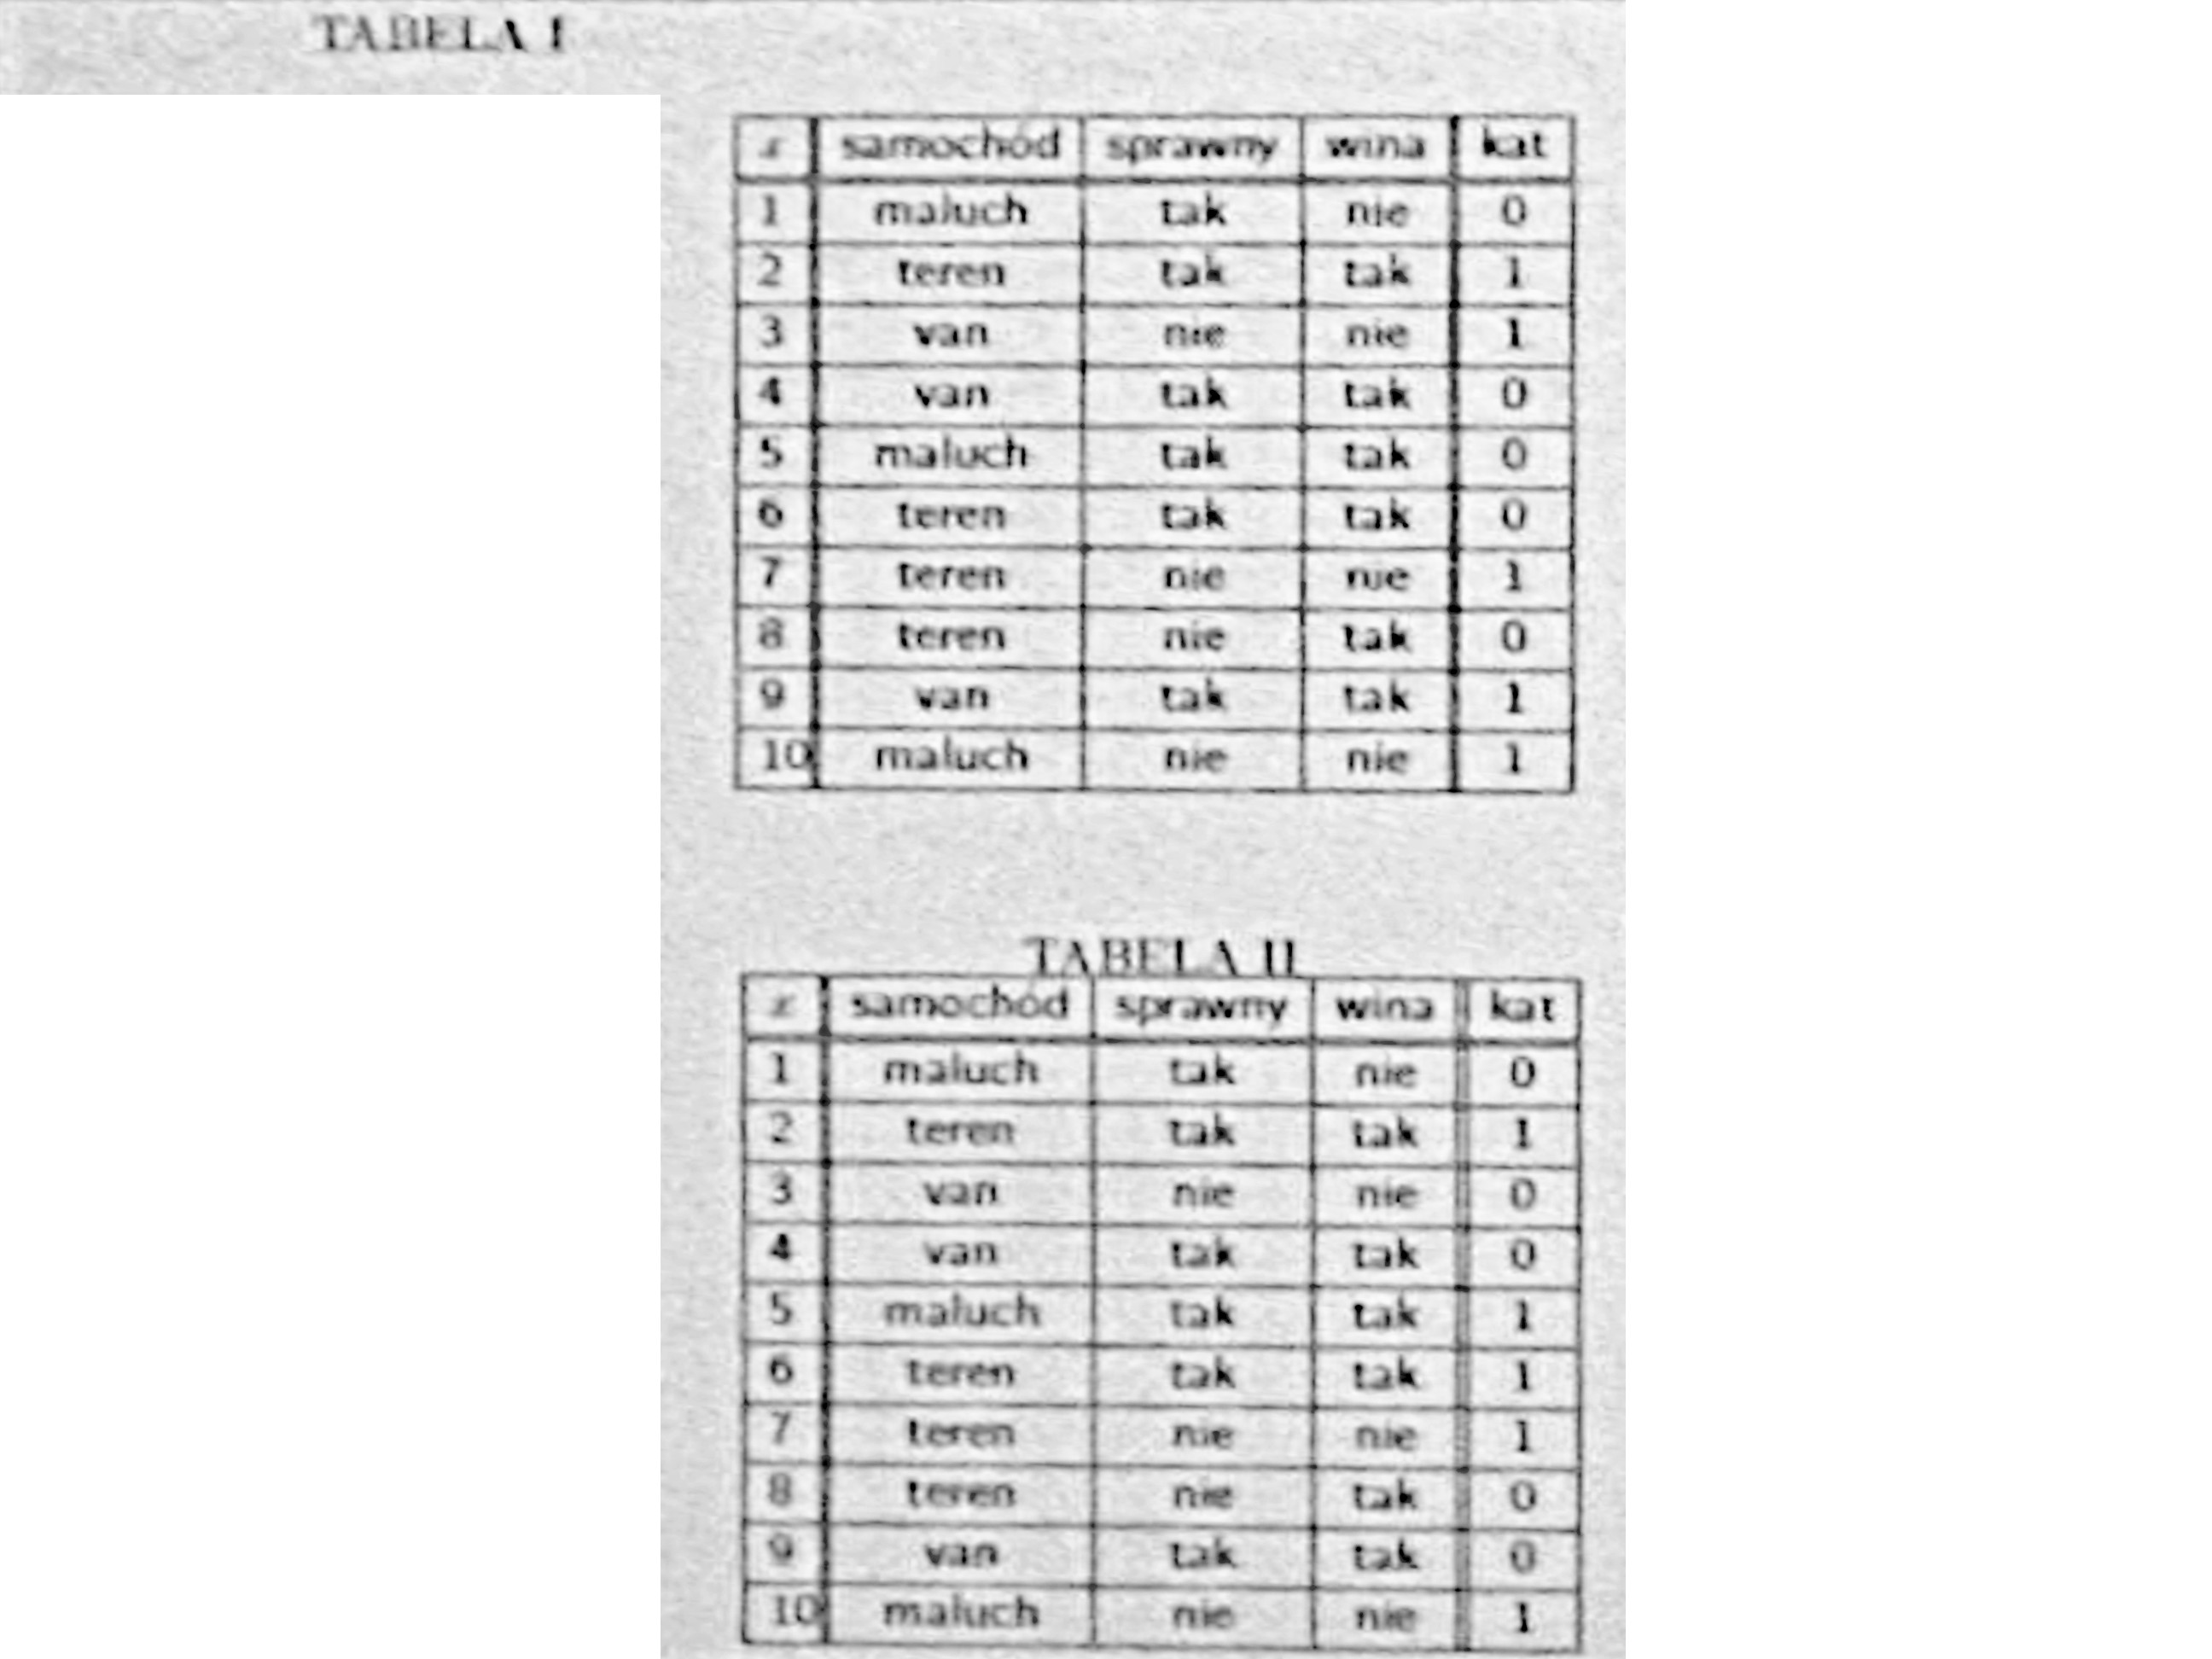 TABELA I
x samochód sprawny wina kat
1 maluch tak nie 0
2 teren tak tak 1
3 van nie nie 1
4 van tak tak 0
5 maluch tak tak 0
6 teren tak tak 0
7 teren nie nie 1
8 teren nie tak 0
9 van tak tak 1
10 maluch nie nie 1
TABELA II
x samochód sprawny wina kat
1 maluch tak nie 0
2 teren tak tak 1
3 van nie nie 0
4 van tak tak 0
5 maluch tak tak 1
6 teren tak tak 1
7 teren nie nie 1
8 teren nie tak 0
9 van tak tak 0
10 maluch nie nie 1